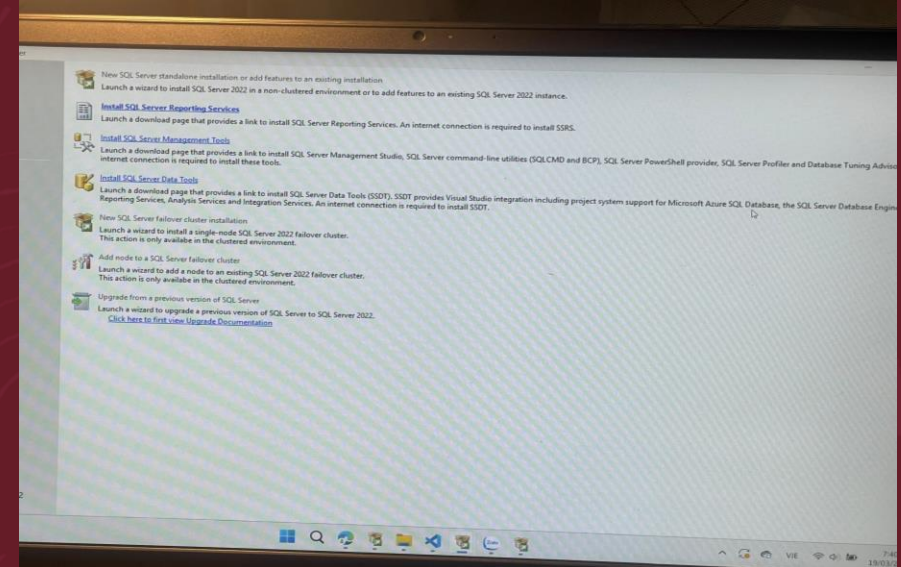 er
New SQL Server standalone installation or add features to an existing installation
Launch a wizard to install SQL Server 2022 in a non-clustered environment or to add features to an existing SQL Server 2022 instance.
Install SQL Server Reporting Services
Launch a download page that provides a link to install SQL Server Reporting Services. An internet connection is required to install SSRS.
Install SQL Server Management Tools
Launch a download page that provides a link to install SQL Server Management Studio, SQL Server command-line utilities (SQLCMD and BCP), SQL Server PowerShell provider, SQL Server Profiler and Database Tuning Adviso
internet connection is required to install these tools.
Install SQL Server Data Tools
Launch a download page that provides a link to install SQL Server Data Tools (SSDT). SSDT provides Visual Studio integration including project system support for Microsoft Azure SQL Database, the SQL Server Database Engin
Reporting Services, Analysis Services and Integration Services. An internet connection is required to install SSDT.
New SQL Server failover cluster installation
Launch a wizard to install a single-node SQL Server 2022 failover cluster.
This action is only availabe in the clustered environment.
Add node to a SQL Server failover cluster
Launch a wizard to add a node to an existing SQL Server 2022 failover cluster.
This action is only availabe in the clustered environment.
Upgrade from a previous version of SQL Server
Launch a wizard to upgrade a previous version of SQL Server to SQL Server 2022.
Click here to first view Upgrade Documentation
2
Zalo
VIE
7:40
19/03/2